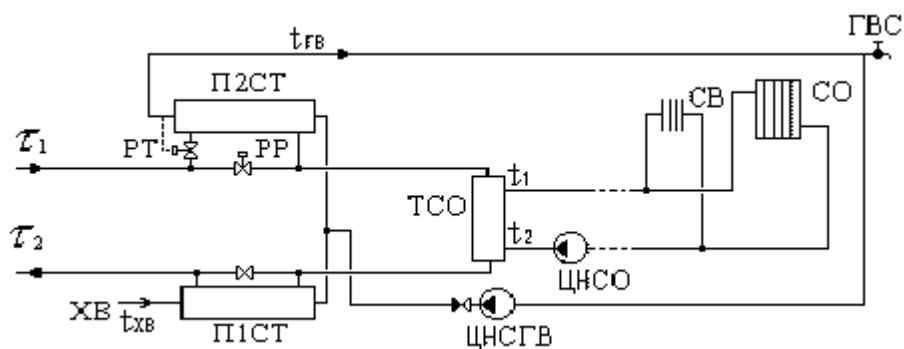 ГВС
tГВ
П2СТ
СВ
СО
τ1
РТ
РР
t1
ТСО
τ2
t2
ЦНСО
ХВ
tХВ
П1СТ
ЦНСГВ